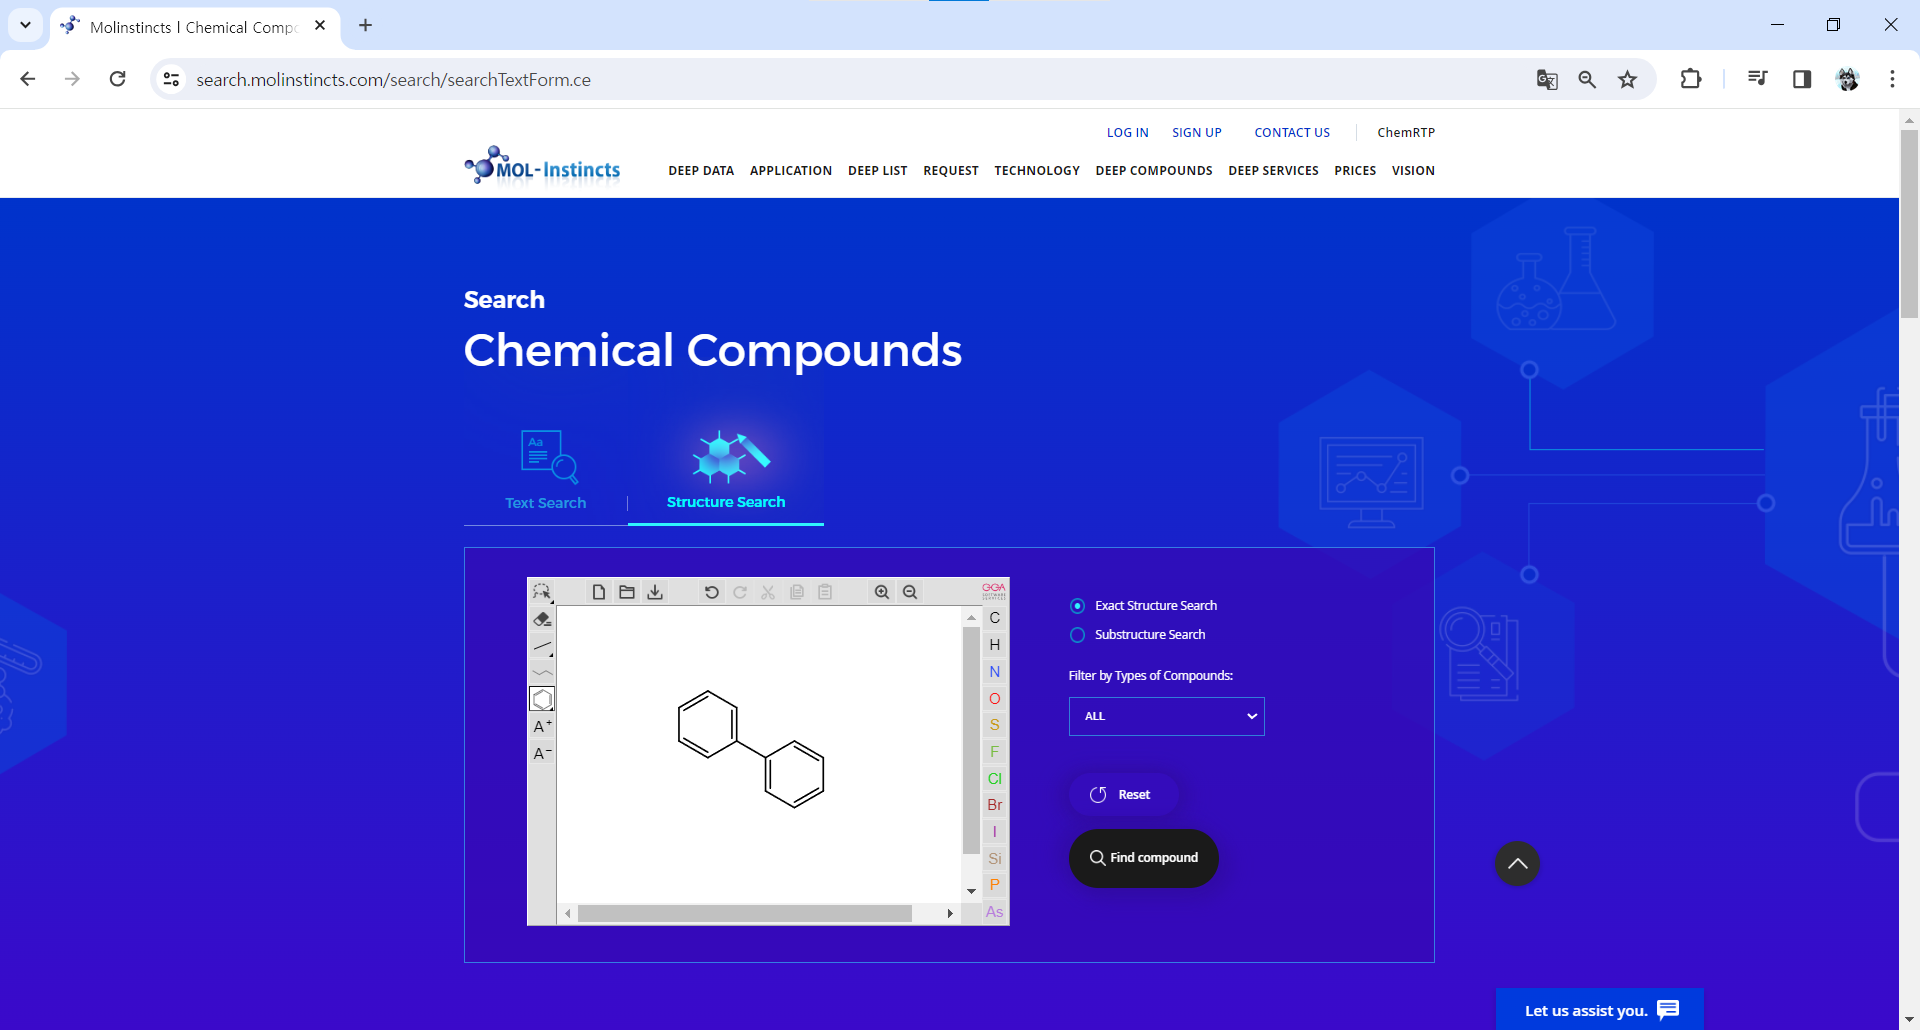 Molinstincts l Chemical Compo
search.molinstincts.com/search/searchTextForm.ce
LOG IN SIGN UP CONTACT US ChemRTP
MOL-Instincts
DEEP DATA APPLICATION DEEP LIST REQUEST TECHNOLOGY DEEP COMPOUNDS DEEP SERVICES PRICES VISION
Search
Chemical Compounds
Aa
Text Search
Structure Search
GGA
SOFTWARE
SERVICES
C
H
N
O
S
F
Cl
Br
I
Si
P
As
A+
A−
Exact Structure Search
Substructure Search
Filter by Types of Compounds:
ALL
Reset
Find compound
Let us assist you.